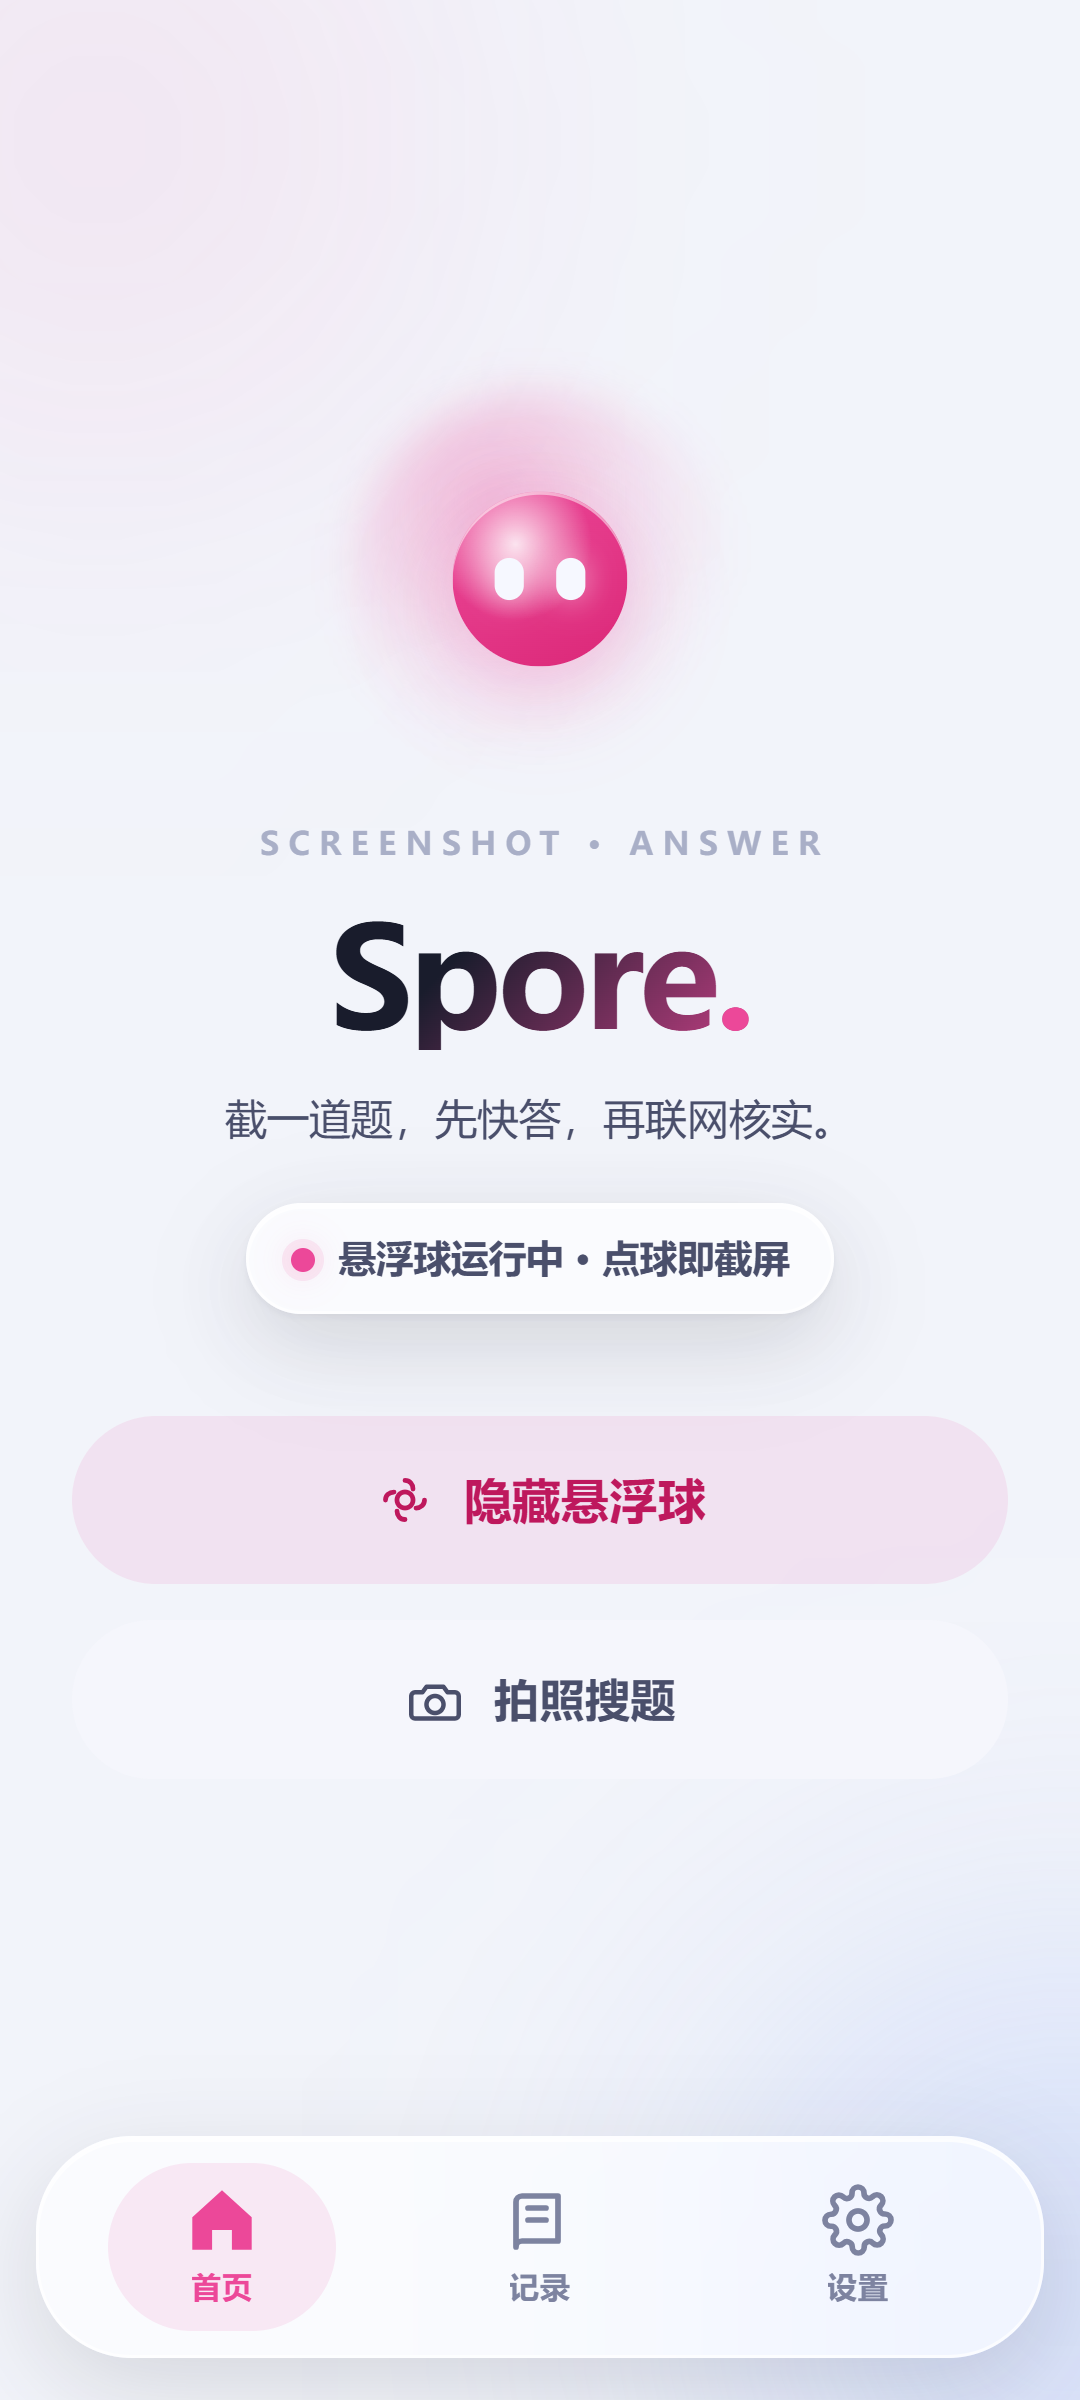 SCREENSHOT • ANSWER
Spore.
截一道题，先快答，再联网核实。
悬浮球运行中 • 点球即截屏
隐藏悬浮球
拍照搜题
首页
记录
设置